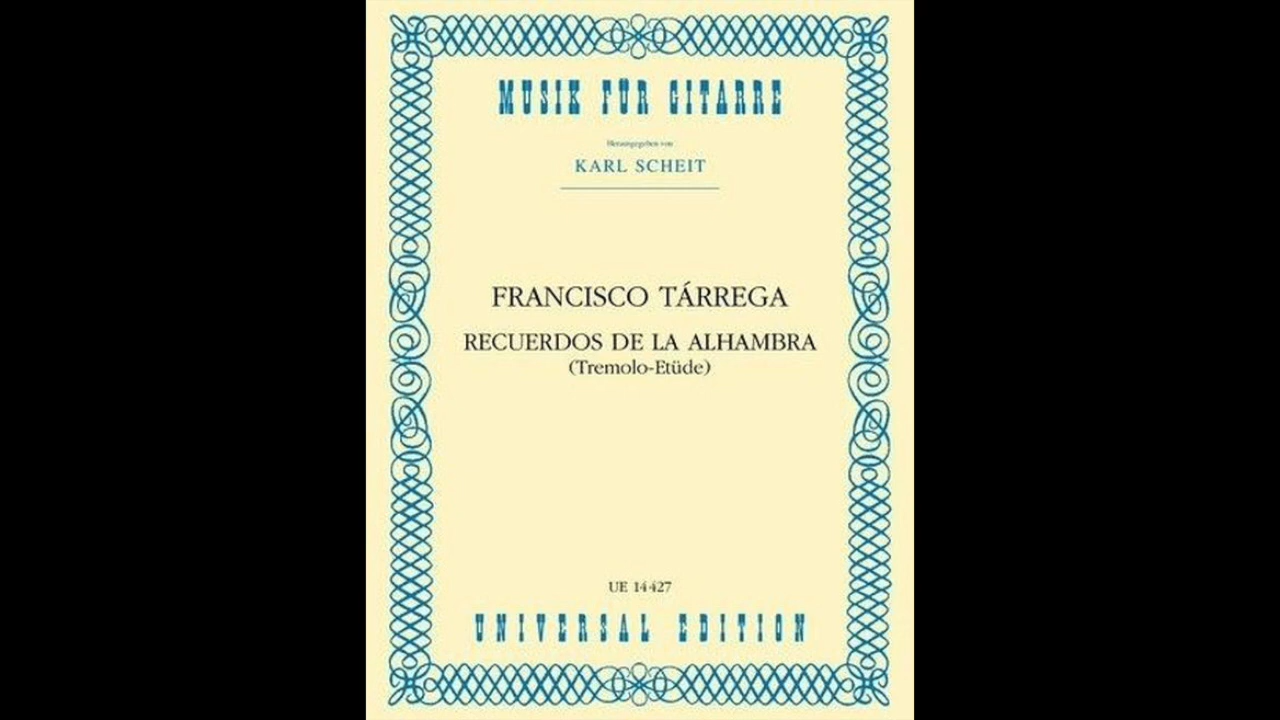 MUSIK FÜR GITARRE
Herausgegeben von
KARL SCHEIT
FRANCISCO TÁRREGA
RECUERDOS DE LA ALHAMBRA
(Tremolo-Etüde)
UE 14427
UNIVERSAL EDITION